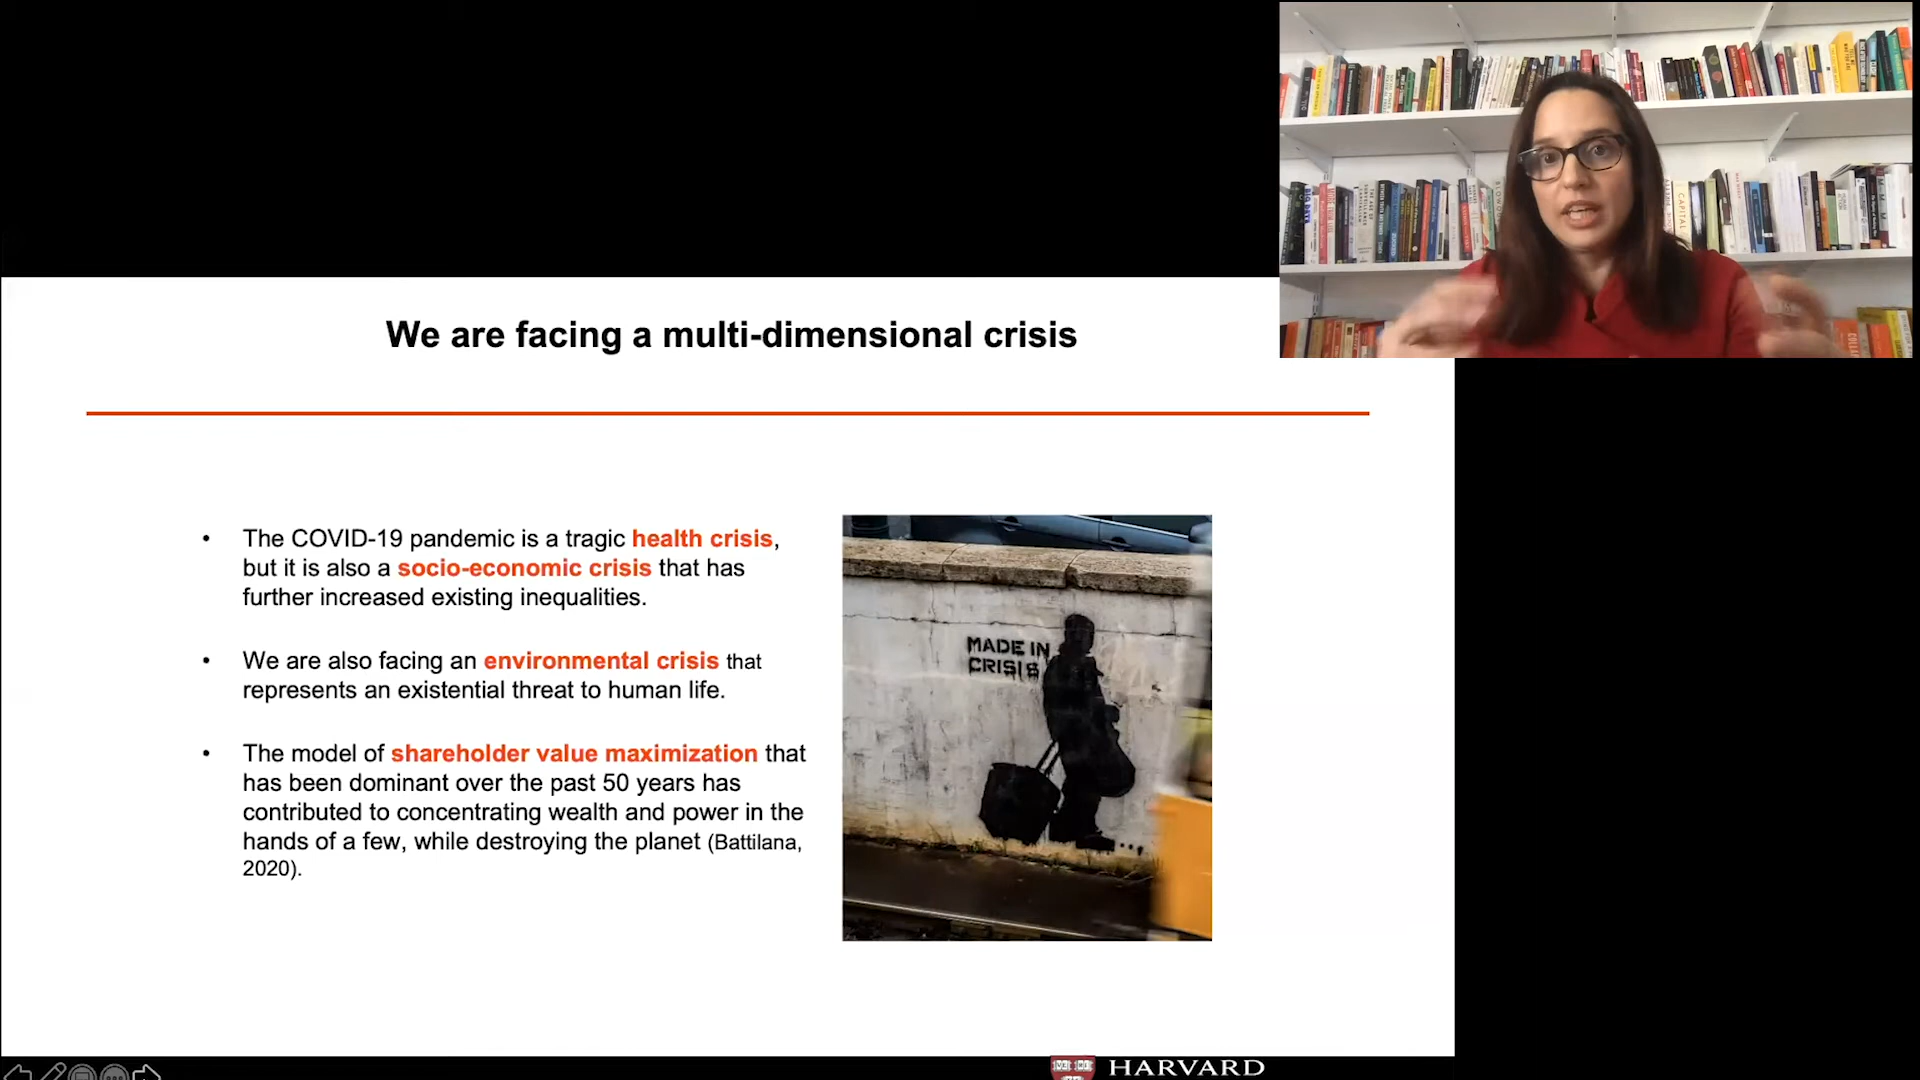 We are facing a multi-dimensional crisis
• The COVID-19 pandemic is a tragic health crisis,
but it is also a socio-economic crisis that has
further increased existing inequalities.
• We are also facing an environmental crisis that
represents an existential threat to human life.
• The model of shareholder value maximization that
has been dominant over the past 50 years has
contributed to concentrating wealth and power in the
hands of a few, while destroying the planet (Battilana,
2020).
MADE IN
CRISIS
CAPITAL
HARVARD